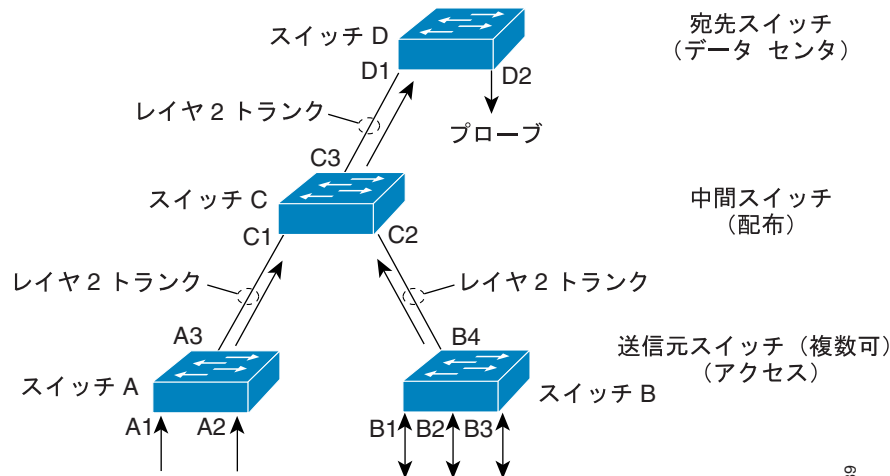 スイッチ D
宛先スイッチ
（データ センタ）
D1
D2
レイヤ 2 トランク
プローブ
C3
スイッチ C
中間スイッチ
（配布）
C1
C2
レイヤ 2 トランク
レイヤ 2 トランク
A3
B4
送信元スイッチ（複数可）
（アクセス）
スイッチ A
スイッチ B
A1
A2
B1
B2
B3